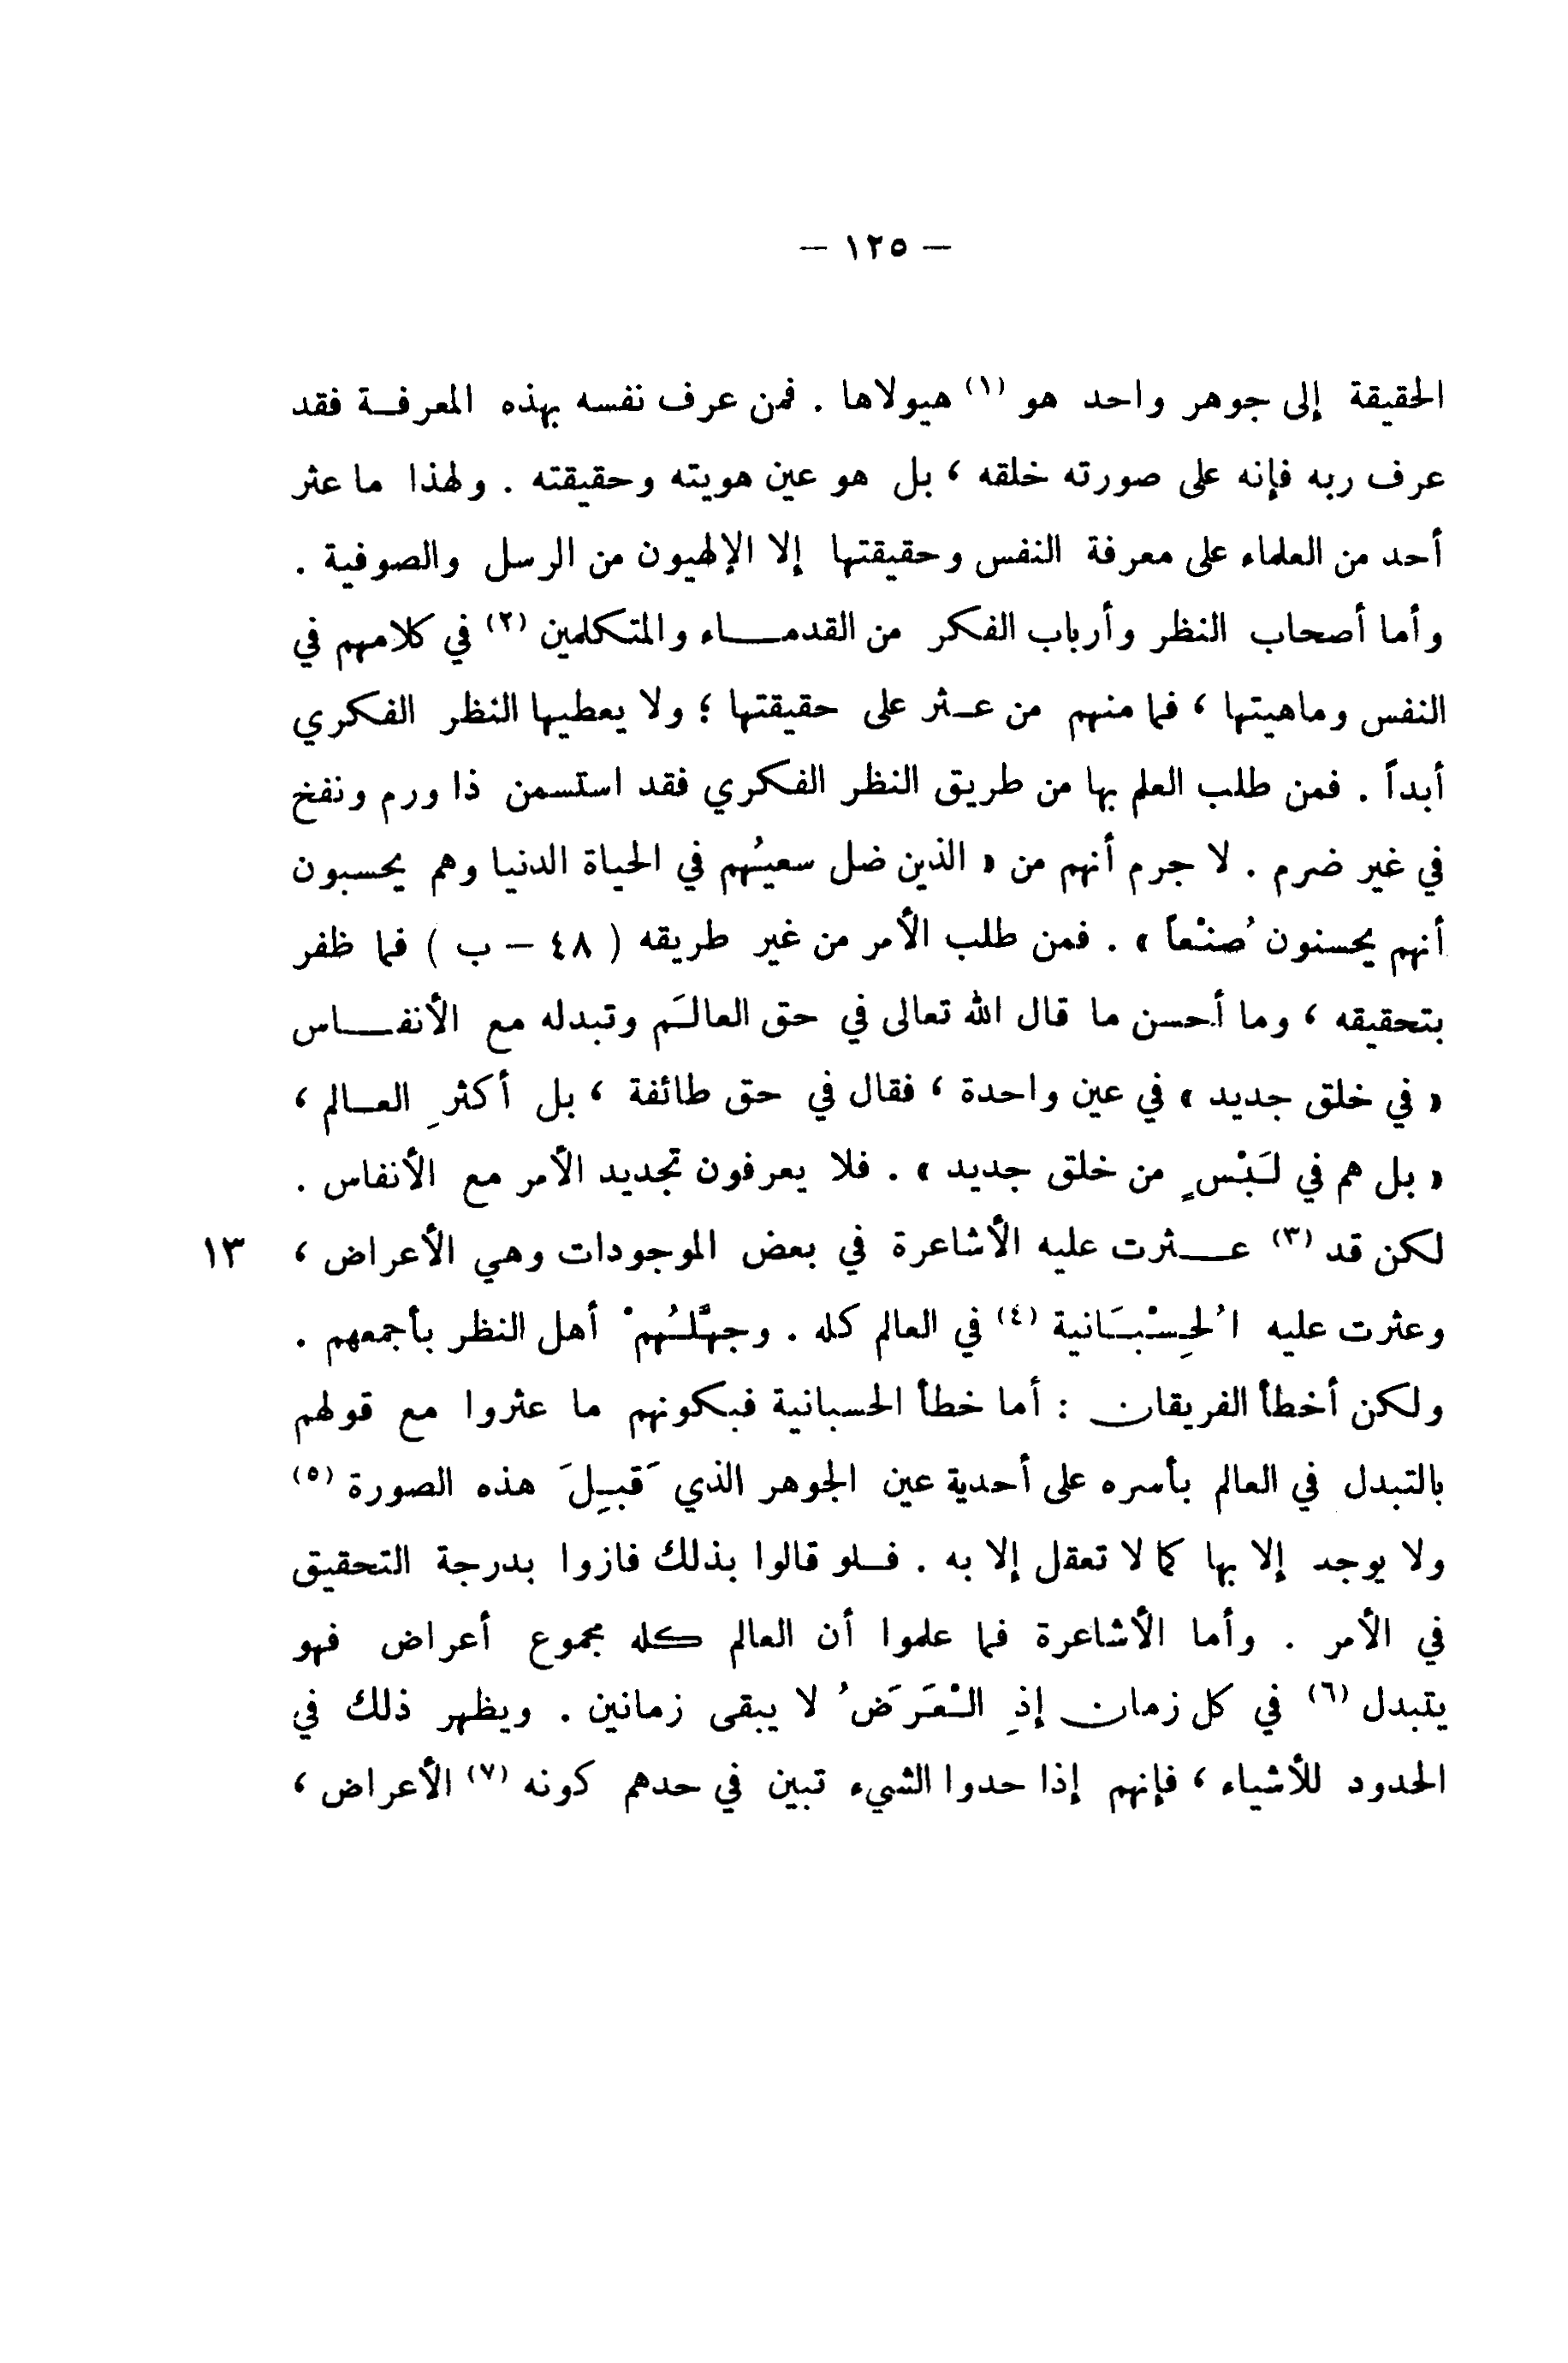 — ١٢٥ —
الحقيقة إلى جوهر واحد هو (١) هيولاها . فمن عرف نفسه بهذه المعرفة فقد
عرف ربه فإنه على صورته خلقه ، بل هو عين هويته وحقيقته . ولهذا ما عثر
أحد من العلماء على معرفة النفس وحقيقتها إلا الإلهيون من الرسل والصوفية .
وأما أصحاب النظر وأرباب الفكر من القدماء والمتكلمين (٢) في كلامهم في
النفس وماهيتها ، فما منهم من عثر على حقيقتها ؛ ولا يعطيها النظر الفكري
أبداً . فمن طلب العلم بها من طريق النظر الفكري فقد استسمن ذا ورم ونفخ
في غير ضرم . لا جرم أنهم من « الذين ضل سعيُهم في الحياة الدنيا وهم يحسبون
أنهم يحسنون صُنْعاً » . فمن طلب الأمر من غير طريقه ( ٤٨ – ب ) فما ظفر
بتحقيقه ، وما أحسن ما قال الله تعالى في حق العالَم وتبدله مع الأنفاس
« في خلق جديد » في عين واحدة ، فقال في حق طائفة ، بل أكثرِ العالم ،
« بل هم في لَبْسٍ من خلق جديد » . فلا يعرفون تجديد الأمر مع الأنفاس .
لكن قد (٣) عثرت عليه الأشاعرة في بعض الموجودات وهي الأعراض ، ١٣
وعثرت عليه الحُِسْبَانية (٤) في العالم كله . وجهَّلَهُمْ أهل النظر بأجمعهم .
ولكن أخطأ الفريقان : أما خطأ الحسبانية فبكونهم ما عثروا مع قولهم
بالتبدل في العالم بأسره على أحدية عين الجوهر الذي قَبِلَ هذه الصورة (٥)
ولا يوجد إلا بها كما لا تعقل إلا به . فلو قالوا بذلك فازوا بدرجة التحقيق
في الأمر . وأما الأشاعرة فما علموا أن العالم كله مجموع أعراض فهو
يتبدل (٦) في كل زمان إذِ الْعَرَضُ لا يبقى زمانين . ويظهر ذلك في
الحدود للأشياء ، فإنهم إذا حدوا الشيء تبين في حدهم كونه (٧) الأعراض ،